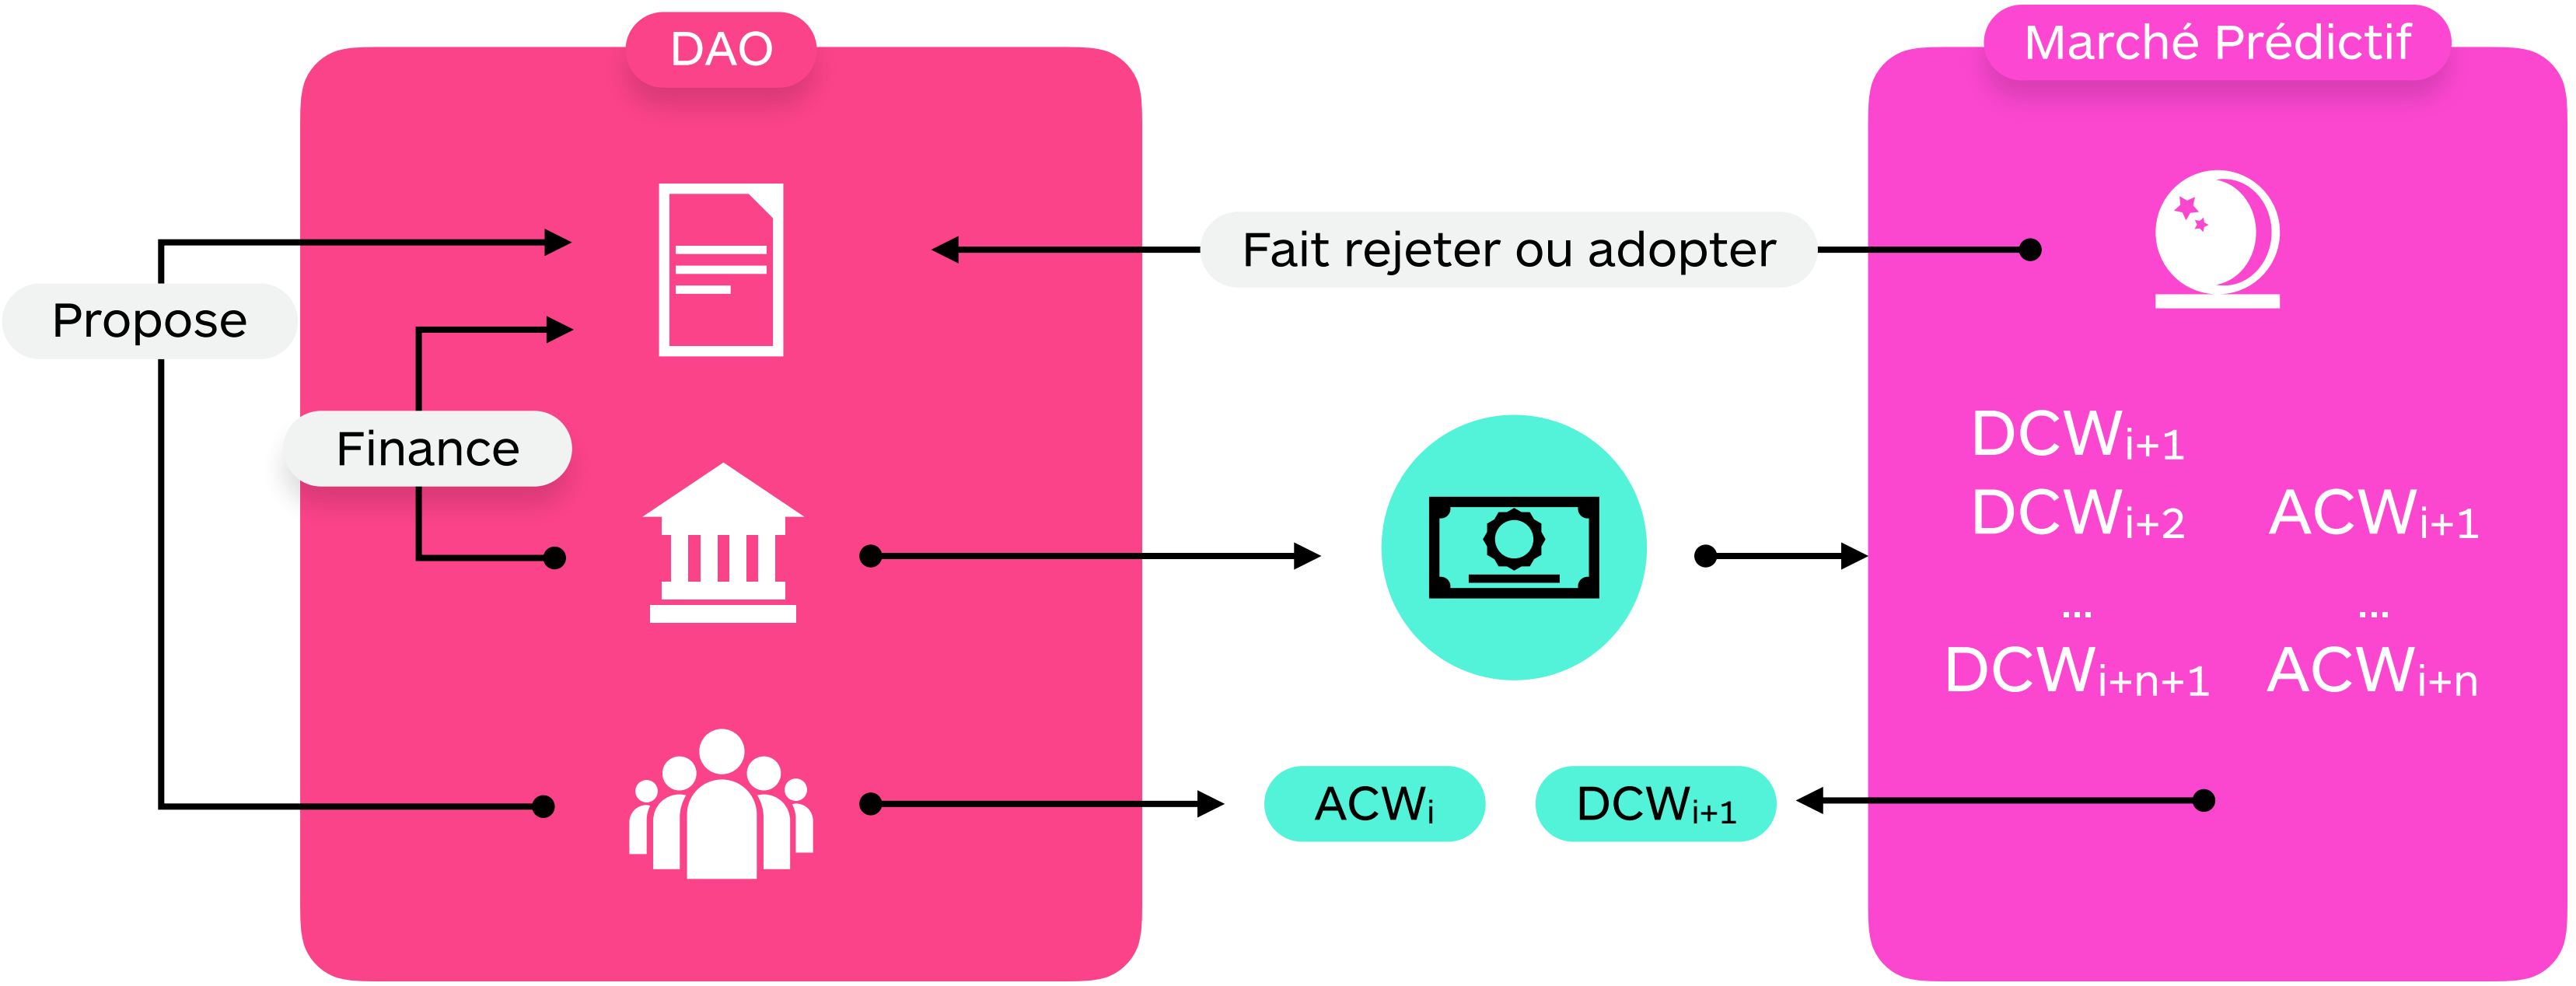 DAO
Marché Prédictif
Propose
Fait rejeter ou adopter
Finance
DCWi+1
DCWi+2 ACWi+1
... ...
DCWi+n+1 ACWi+n
ACWi DCWi+1